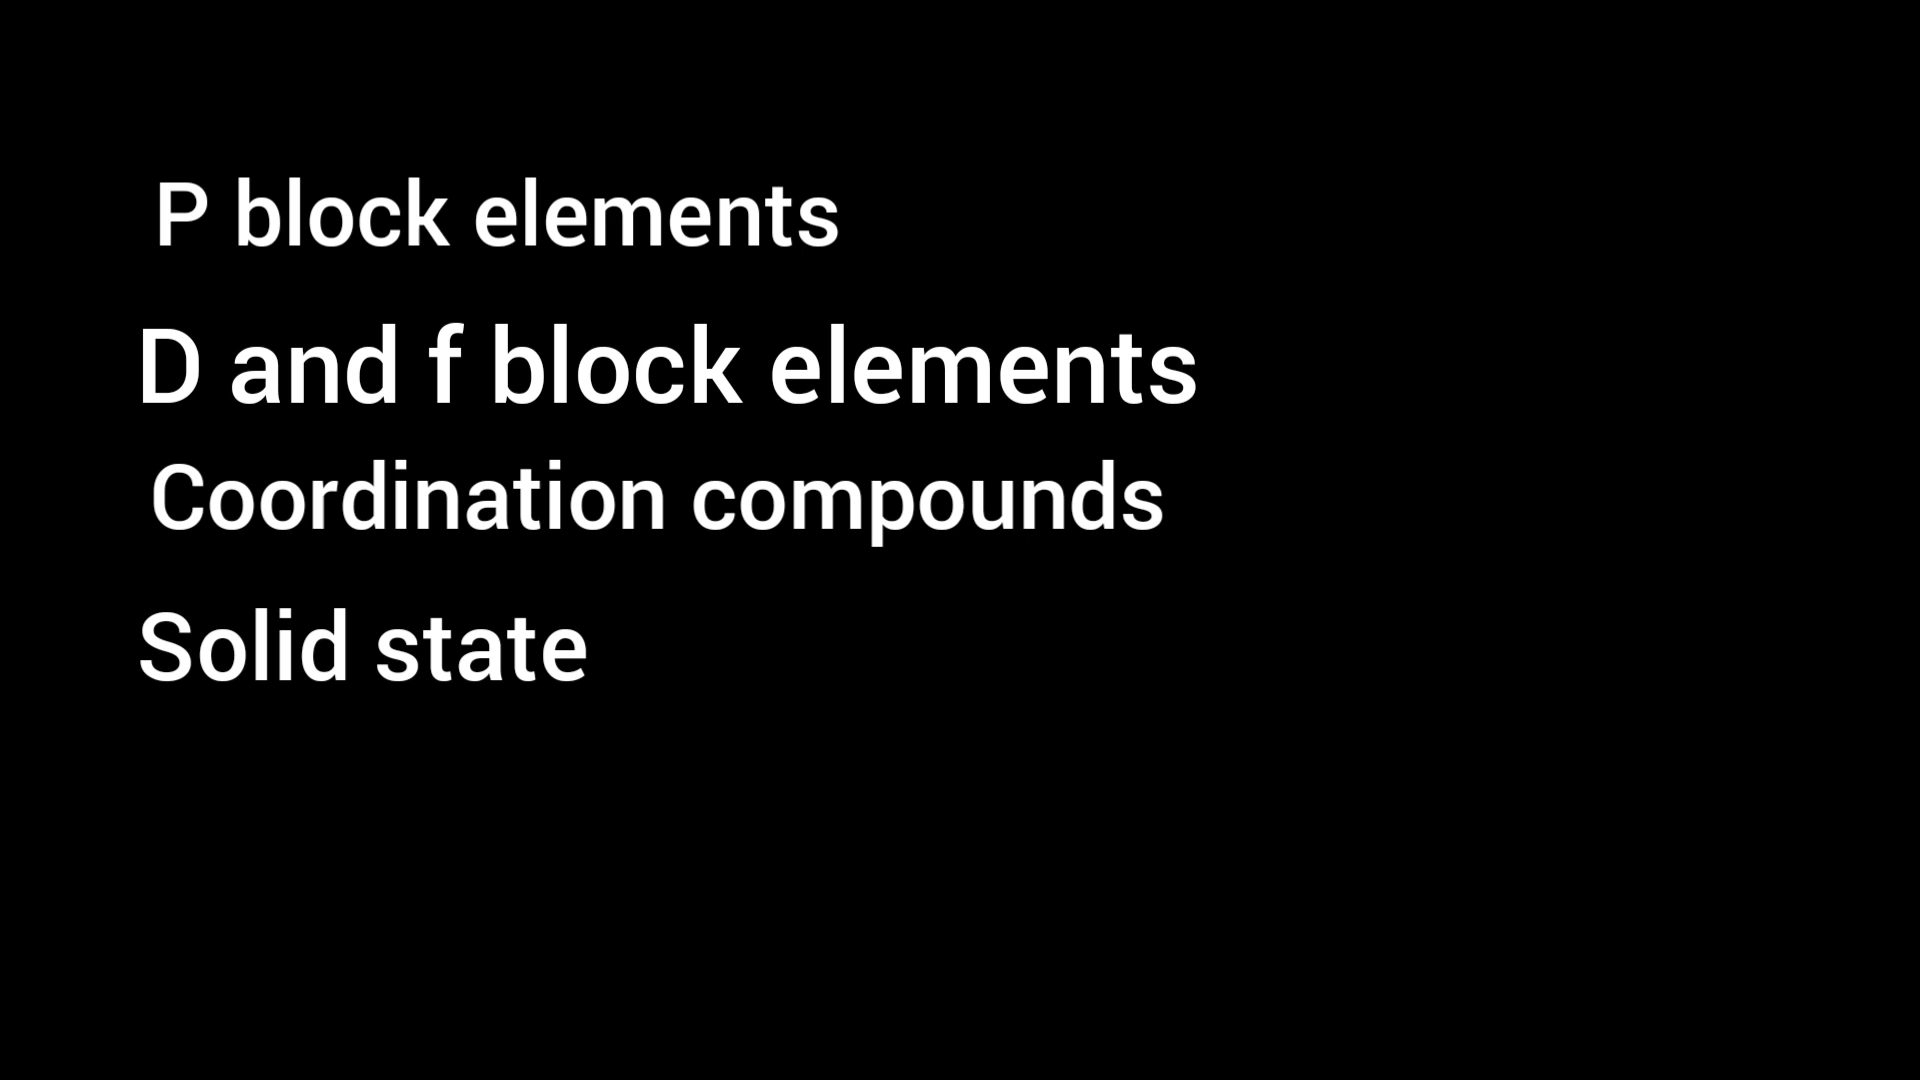 P block elements
D and f block elements
Coordination compounds
Solid state